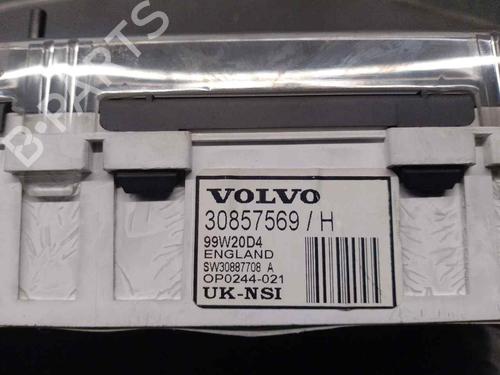 B-PARTS
VOLVO
30857569/H
99W20D4
ENGLAND
SW30887708 A
OP0244-021
UK-NSI